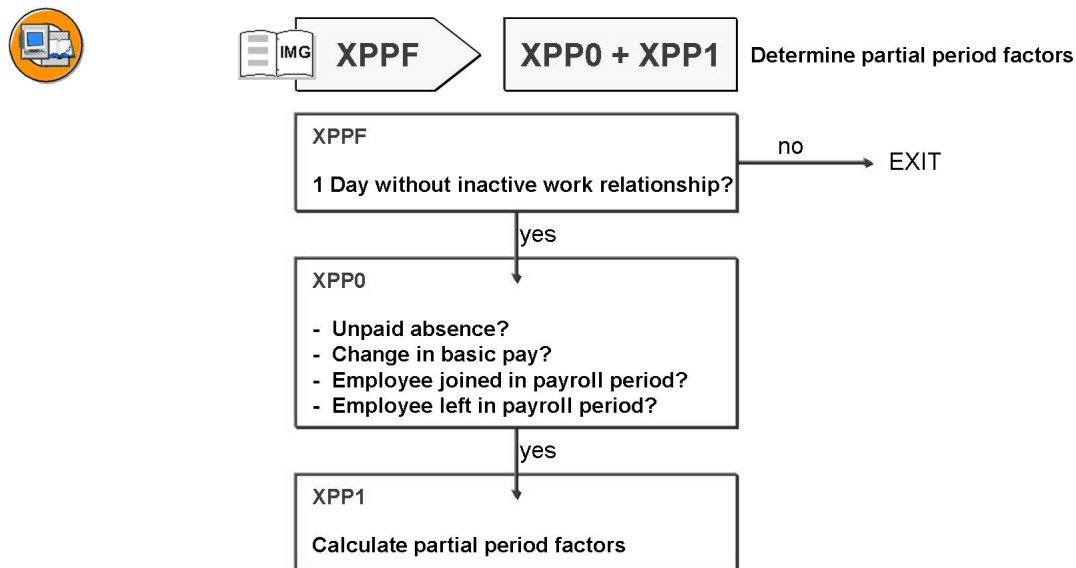 IMG
XPPF
XPP0 + XPP1
Determine partial period factors
XPPF
no
EXIT
1 Day without inactive work relationship?
yes
XPP0
- Unpaid absence?
- Change in basic pay?
- Employee joined in payroll period?
- Employee left in payroll period?
yes
XPP1
Calculate partial period factors